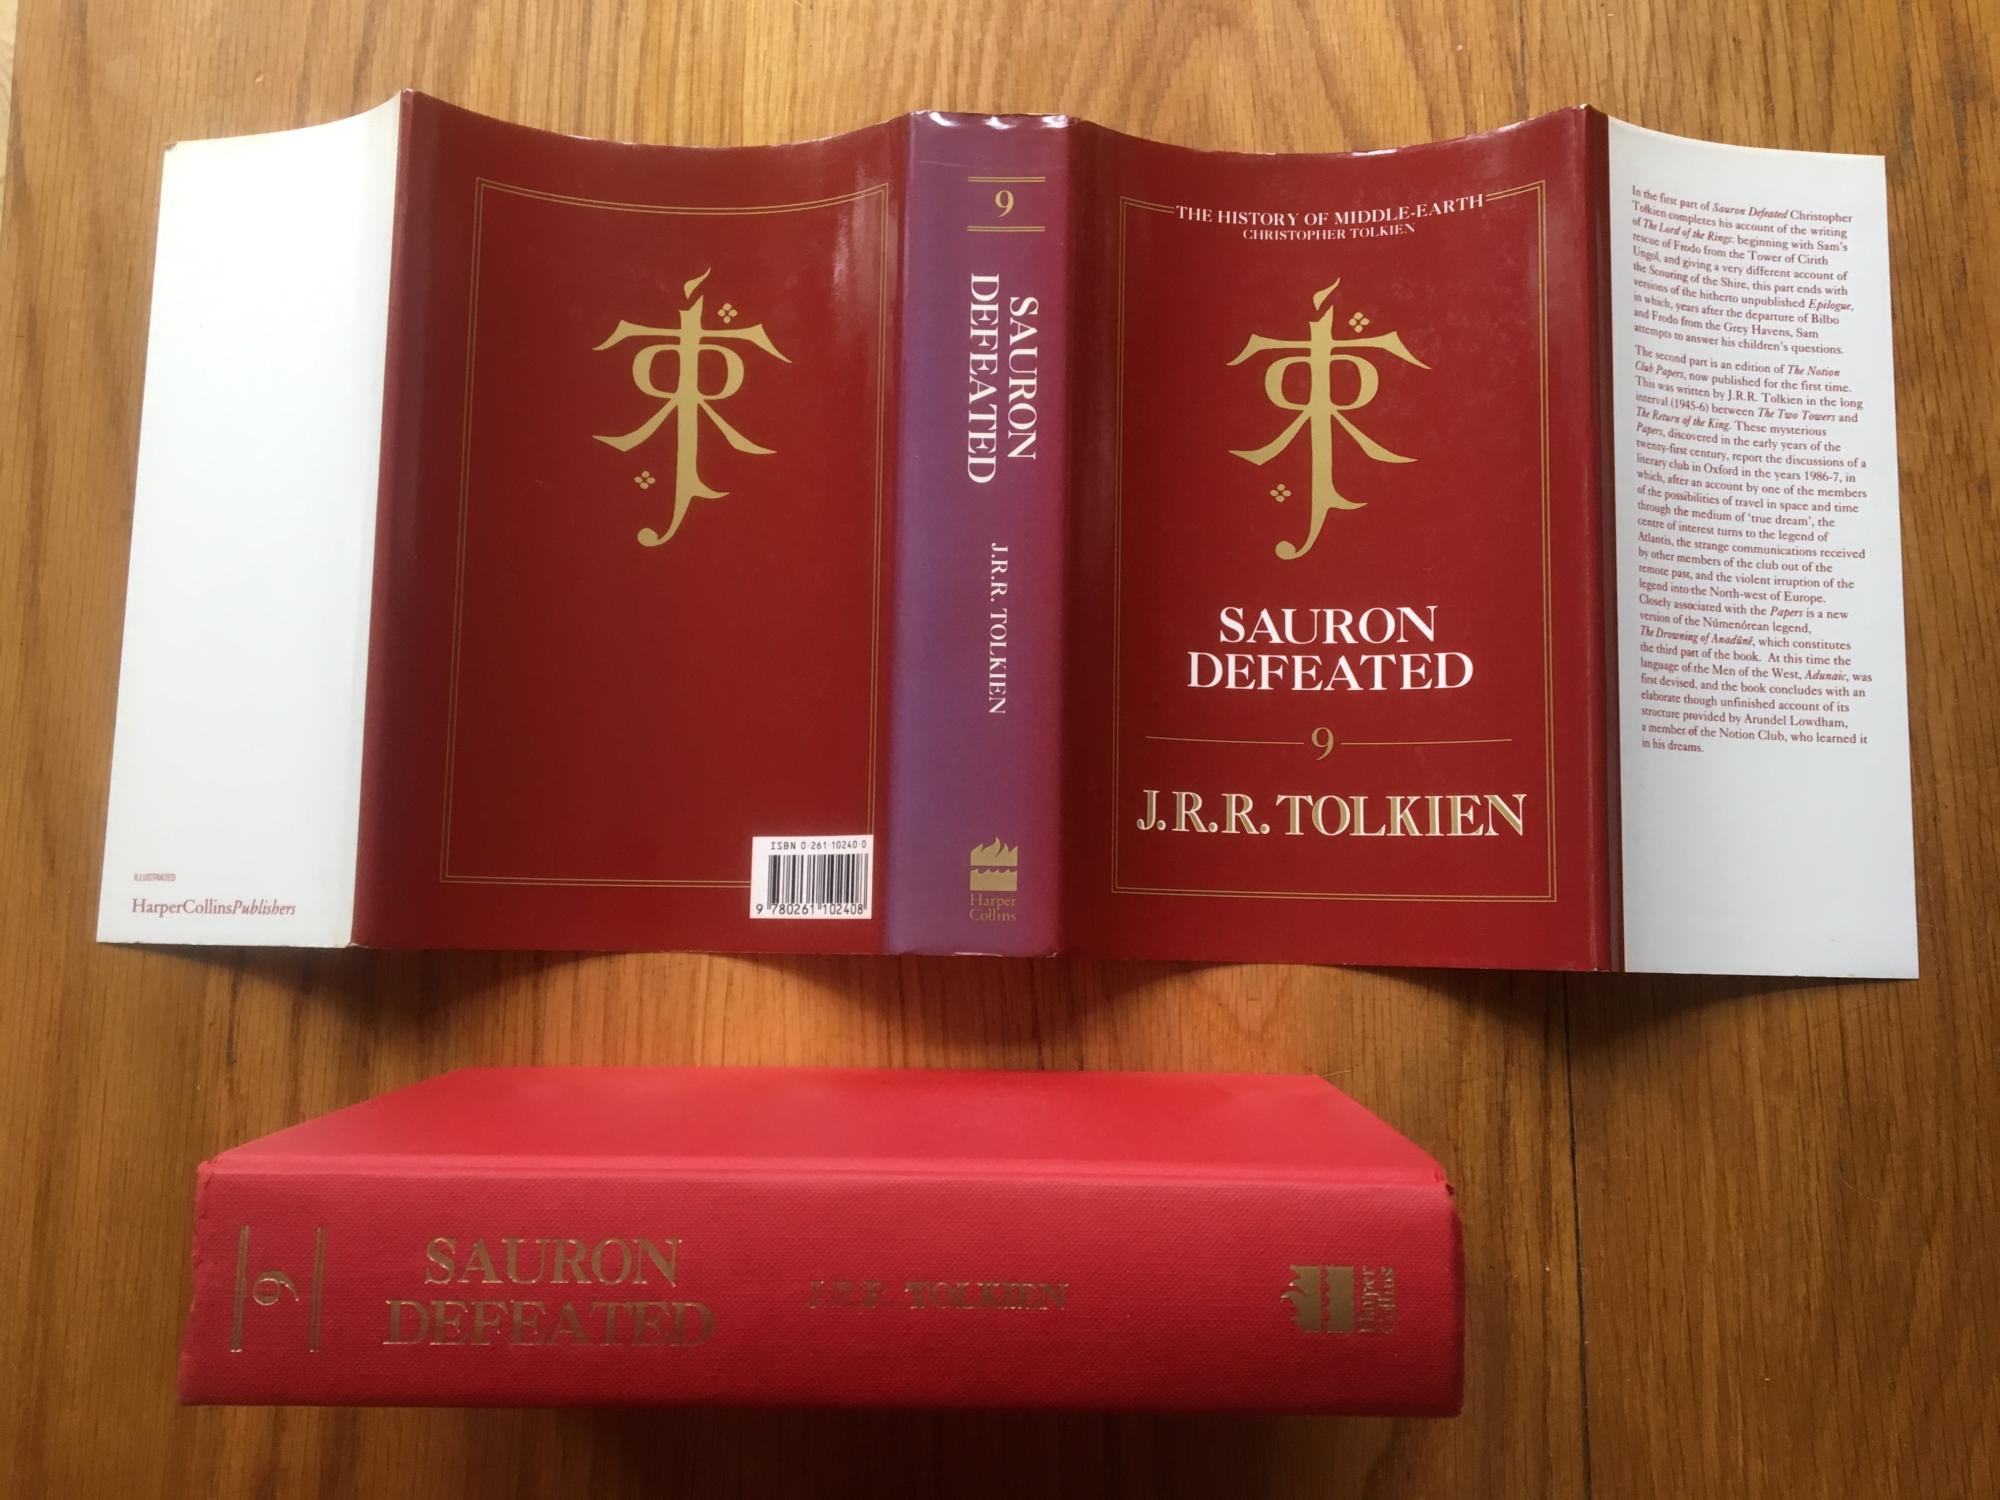 ILLUSTRATED
HarperCollinsPublishers
ISBN 0-261-10240-0
9 780261 102408
9
SAURON
DEFEATED
J.R.R. TOLKIEN
Harper
Collins
THE HISTORY OF MIDDLE-EARTH
CHRISTOPHER TOLKIEN
SAURON
DEFEATED
9
J.R.R. TOLKIEN
In the first part of Sauron Defeated Christopher
Tolkien completes his account of the writing
of The Lord of the Rings: beginning with Sam's
rescue of Frodo from the Tower of Cirith
Ungol, and giving a very different account of
the Scouring of the Shire, this part ends with
versions of the hitherto unpublished Epilogue,
in which, years after the departure of Bilbo
and Frodo from the Grey Havens, Sam
attempts to answer his children's questions.
The second part is an edition of The Notion
Club Papers, now published for the first time.
This was written by J.R.R. Tolkien in the long
interval (1945-6) between The Two Towers and
The Return of the King. These mysterious
Papers, discovered in the early years of the
twenty-first century, report the discussions of a
literary club in Oxford in the years 1986-7, in
which, after an account by one of the members
of the possibilities of travel in space and time
through the medium of 'true dream', the
centre of interest turns to the legend of
Atlantis, the strange communications received
by other members of the club out of the
remote past, and the violent irruption of the
legend into the North-west of Europe.
Closely associated with the Papers is a new
version of the Númenórean legend,
The Drowning of Anadûnê, which constitutes
the third part of the book. At this time the
language of the Men of the West, Adunaic, was
first devised, and the book concludes with an
elaborate though unfinished account of its
structure provided by Arundel Lowdham,
a member of the Notion Club, who learned it
in his dreams.
9
SAURON
DEFEATED
J.R.R. TOLKIEN
Harper
Collins